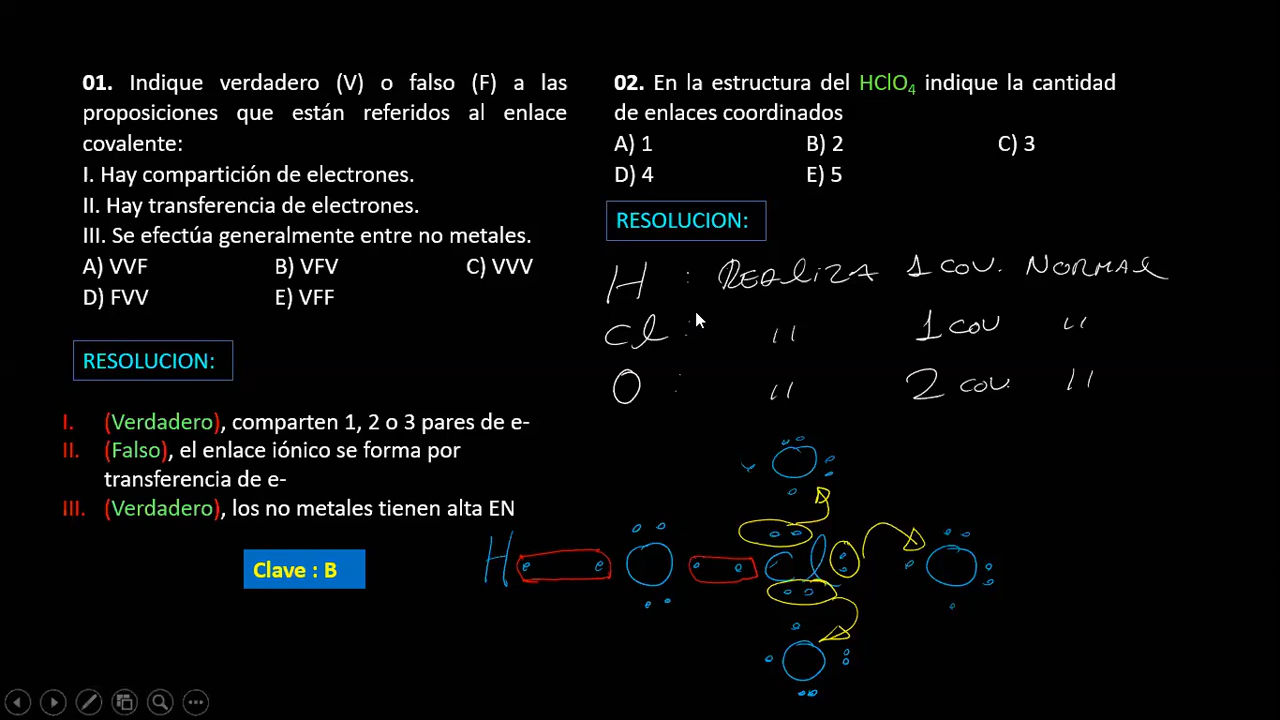 01. Indique verdadero (V) o falso (F) a las
proposiciones que están referidos al enlace
covalente:
I. Hay compartición de electrones.
II. Hay transferencia de electrones.
III. Se efectúa generalmente entre no metales.
A) VVF B) VFV C) VVV
D) FVV E) VFF
RESOLUCION:
I. (Verdadero), comparten 1, 2 o 3 pares de e-
II. (Falso), el enlace iónico se forma por
transferencia de e-
III. (Verdadero), los no metales tienen alta EN
Clave : B
02. En la estructura del HClO₄ indique la cantidad
de enlaces coordinados
A) 1 B) 2 C) 3
D) 4 E) 5
RESOLUCION:
H : REALIZA 1 COV. NORMAL
Cl : '' 1 COV ''
O : '' 2 COV. ''
O
H O Cl O
O